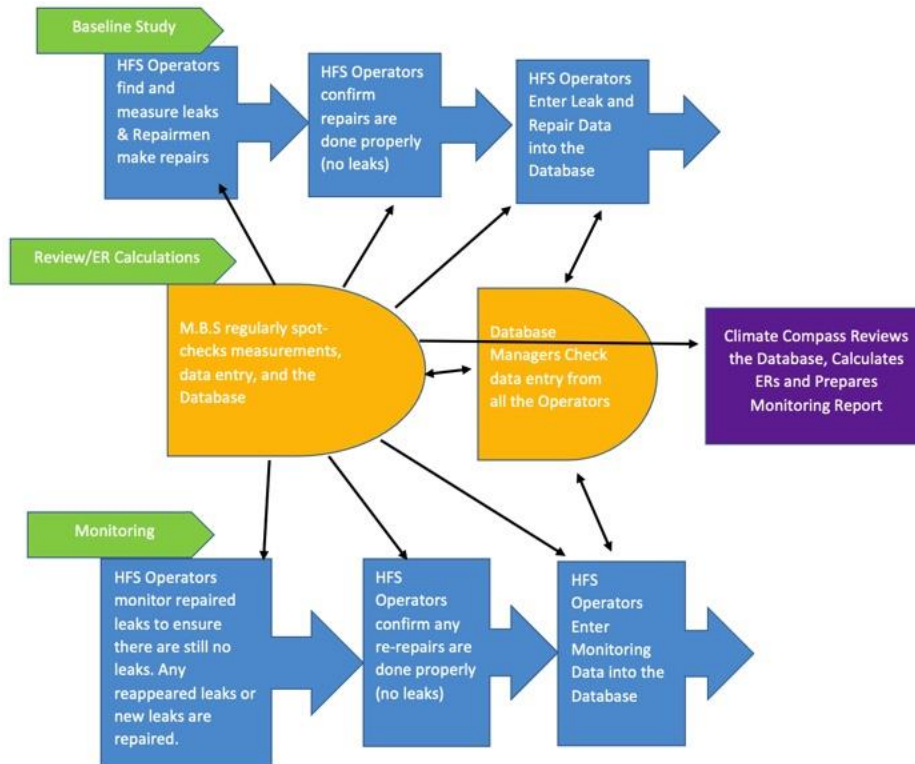 Baseline Study
HFS Operators
find and
measure leaks
& Repairmen
make repairs
HFS Operators
confirm
repairs are
done properly
(no leaks)
HFS Operators
Enter Leak and
Repair Data
into the
Database
Review/ER Calculations
M.B.S regularly spot-
checks measurements,
data entry, and the
Database
Database
Managers Check
data entry from
all the Operators
Climate Compass Reviews
the Database, Calculates
ERs and Prepares
Monitoring Report
Monitoring
HFS Operators
monitor repaired
leaks to ensure
there are still no
leaks. Any
reappeared leaks or
new leaks are
repaired.
HFS
Operators
confirm any
re-repairs are
done properly
(no leaks)
HFS
Operators
Enter
Monitoring
Data into the
Database